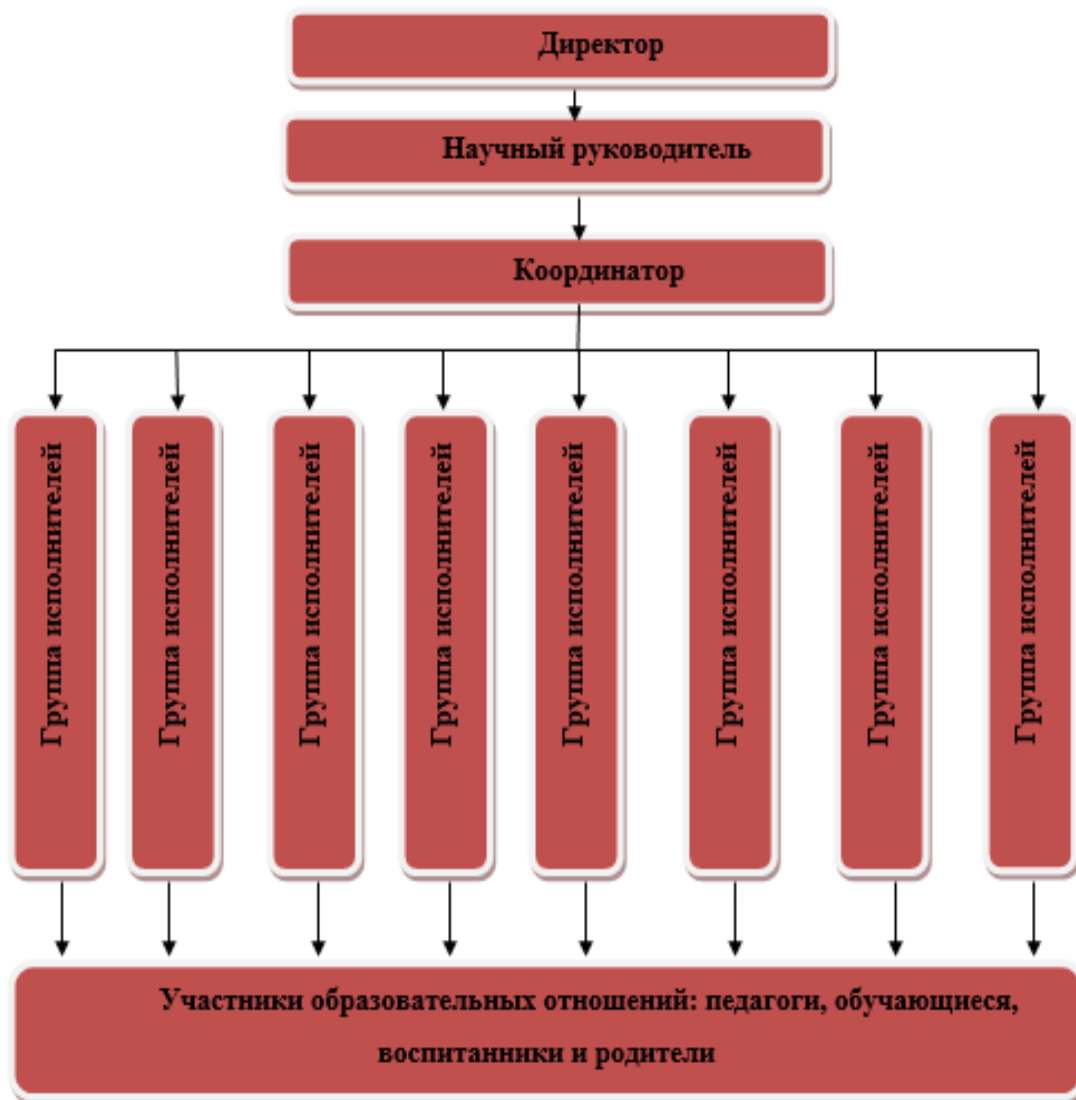 Директор
Научный руководитель
Координатор
Группа исполнителей
Группа исполнителей
Группа исполнителей
Группа исполнителей
Группа исполнителей
Группа исполнителей
Группа исполнителей
Группа исполнителей
Участники образовательных отношений: педагоги, обучающиеся,
воспитанники и родители